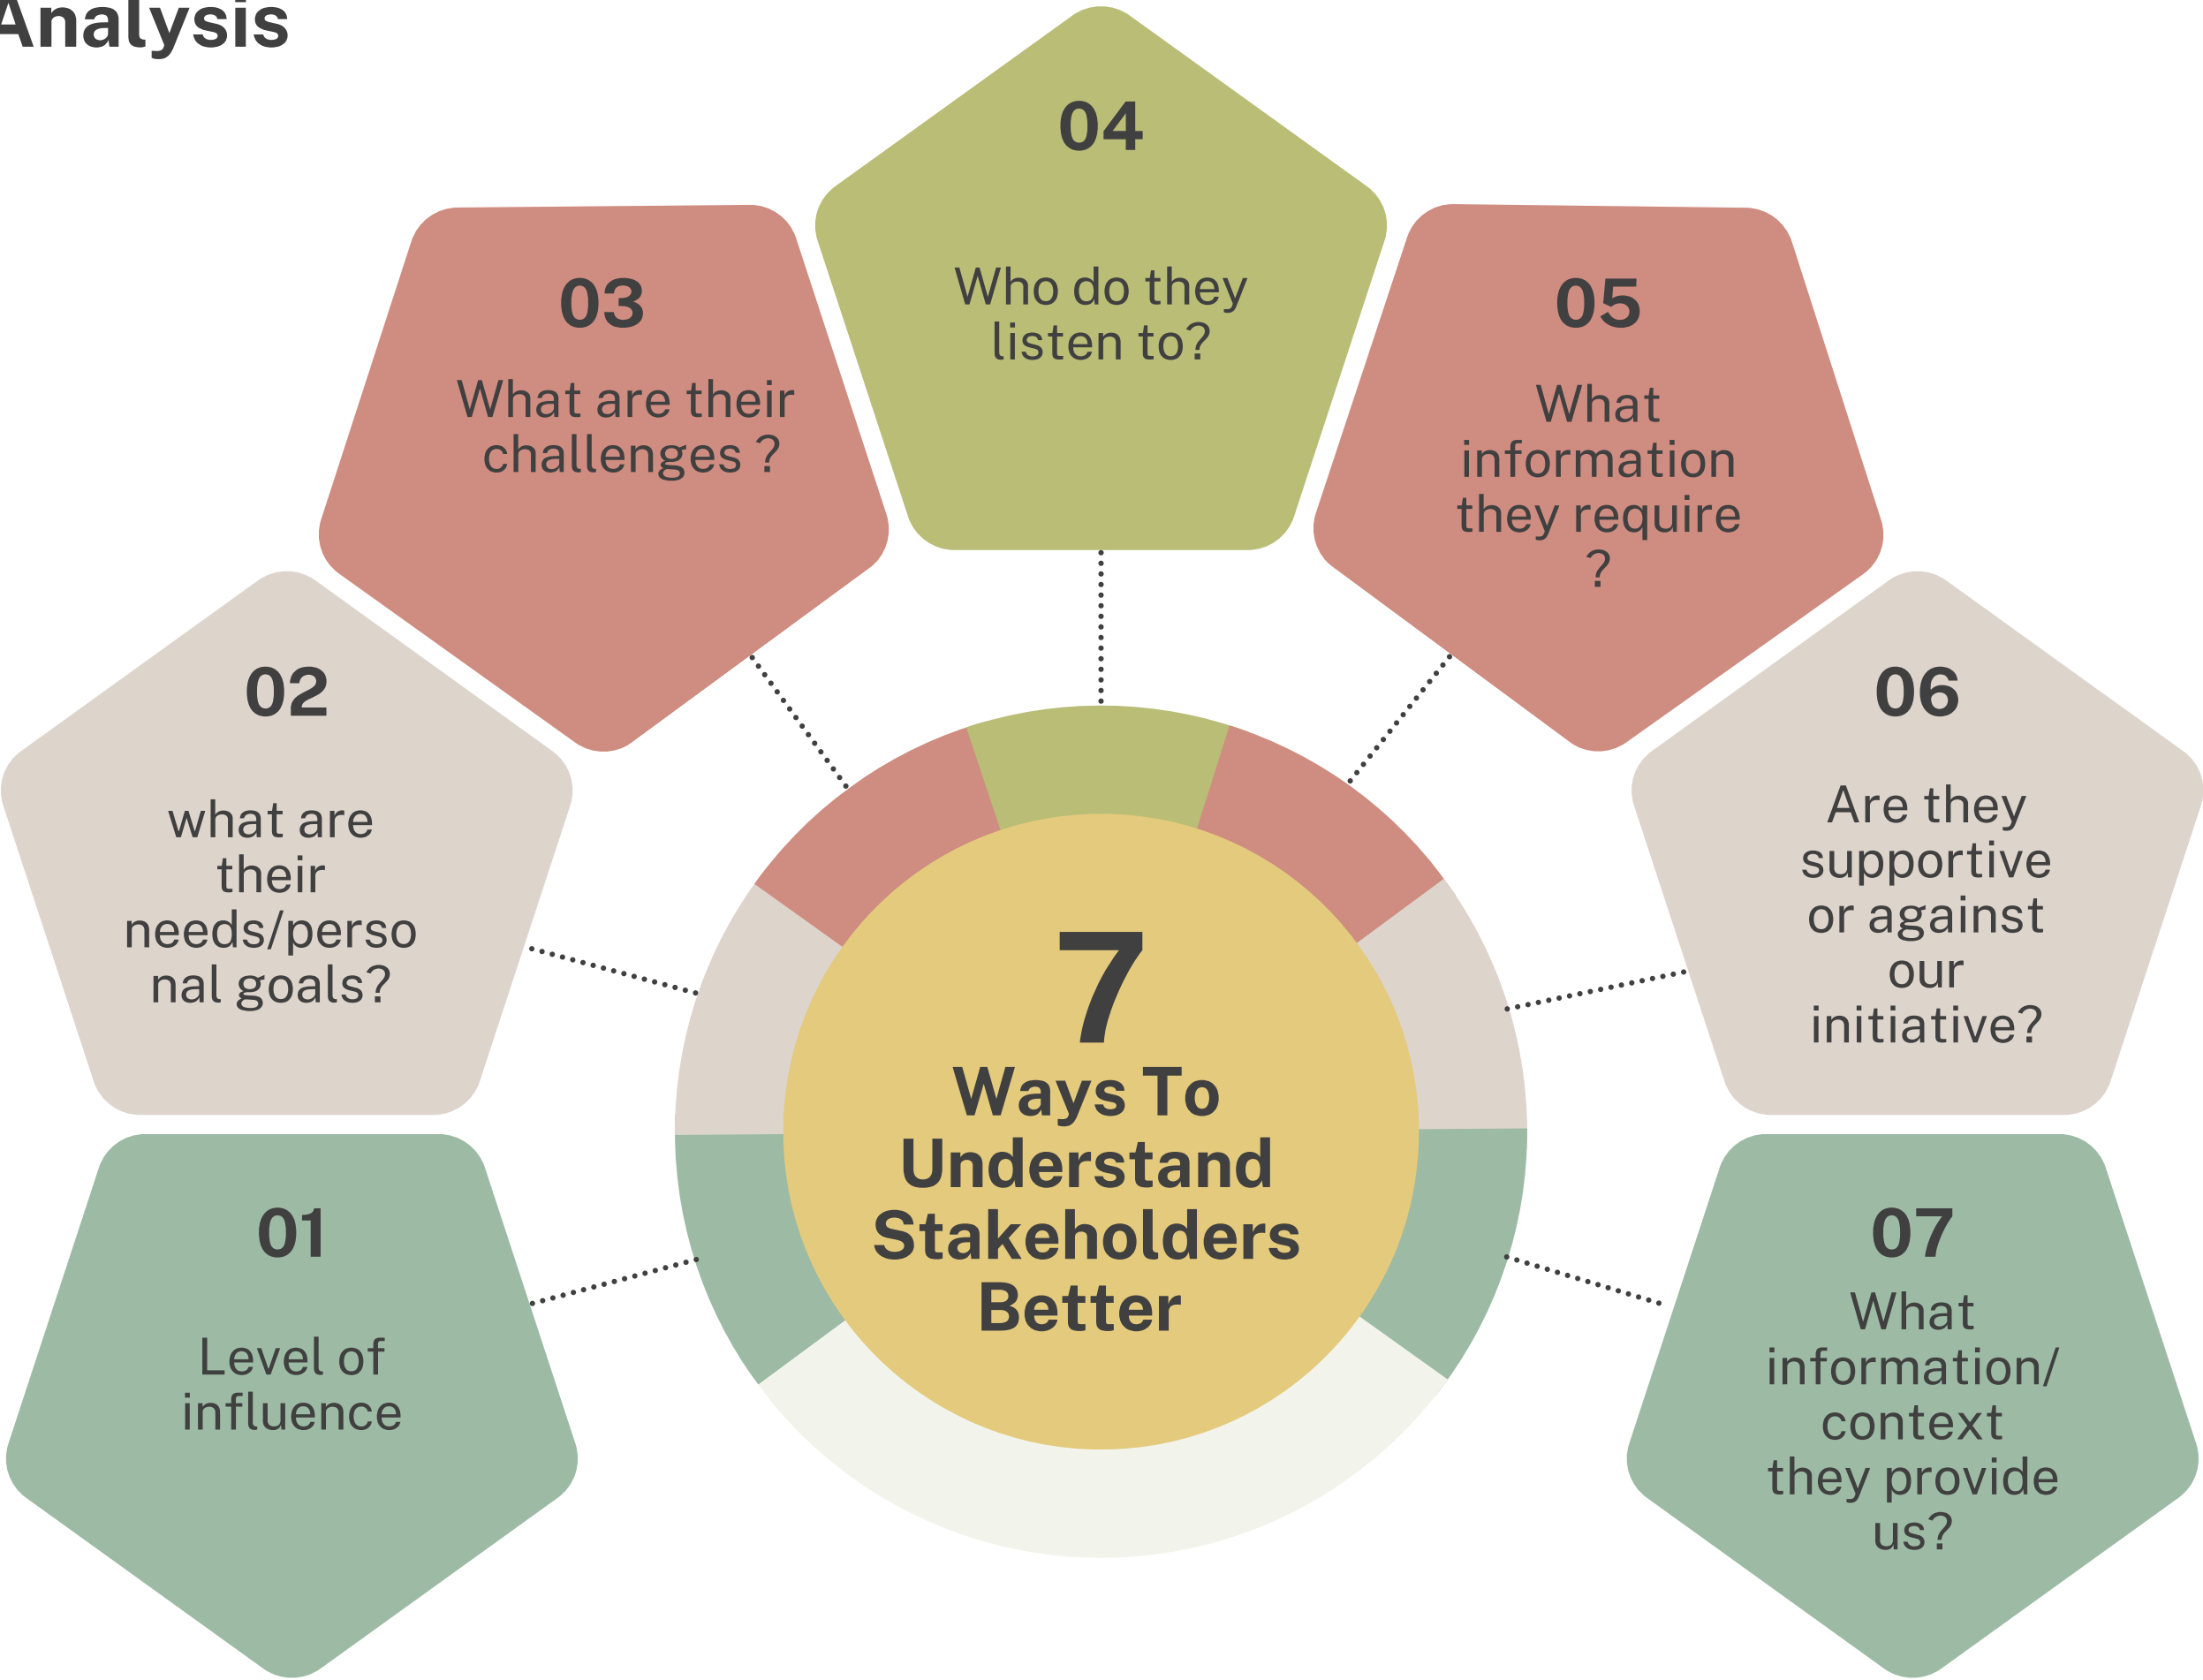 Analysis
04
Who do they
listen to?
03
What are their
challenges ?
05
What
information
they require
?
02
what are
their
needs/perso
nal goals?
06
Are they
supportive
or against
our
initiative?
7
Ways To
Understand
Stakeholders
Better
01
Level of
influence
07
What
information/
context
they provide
us?